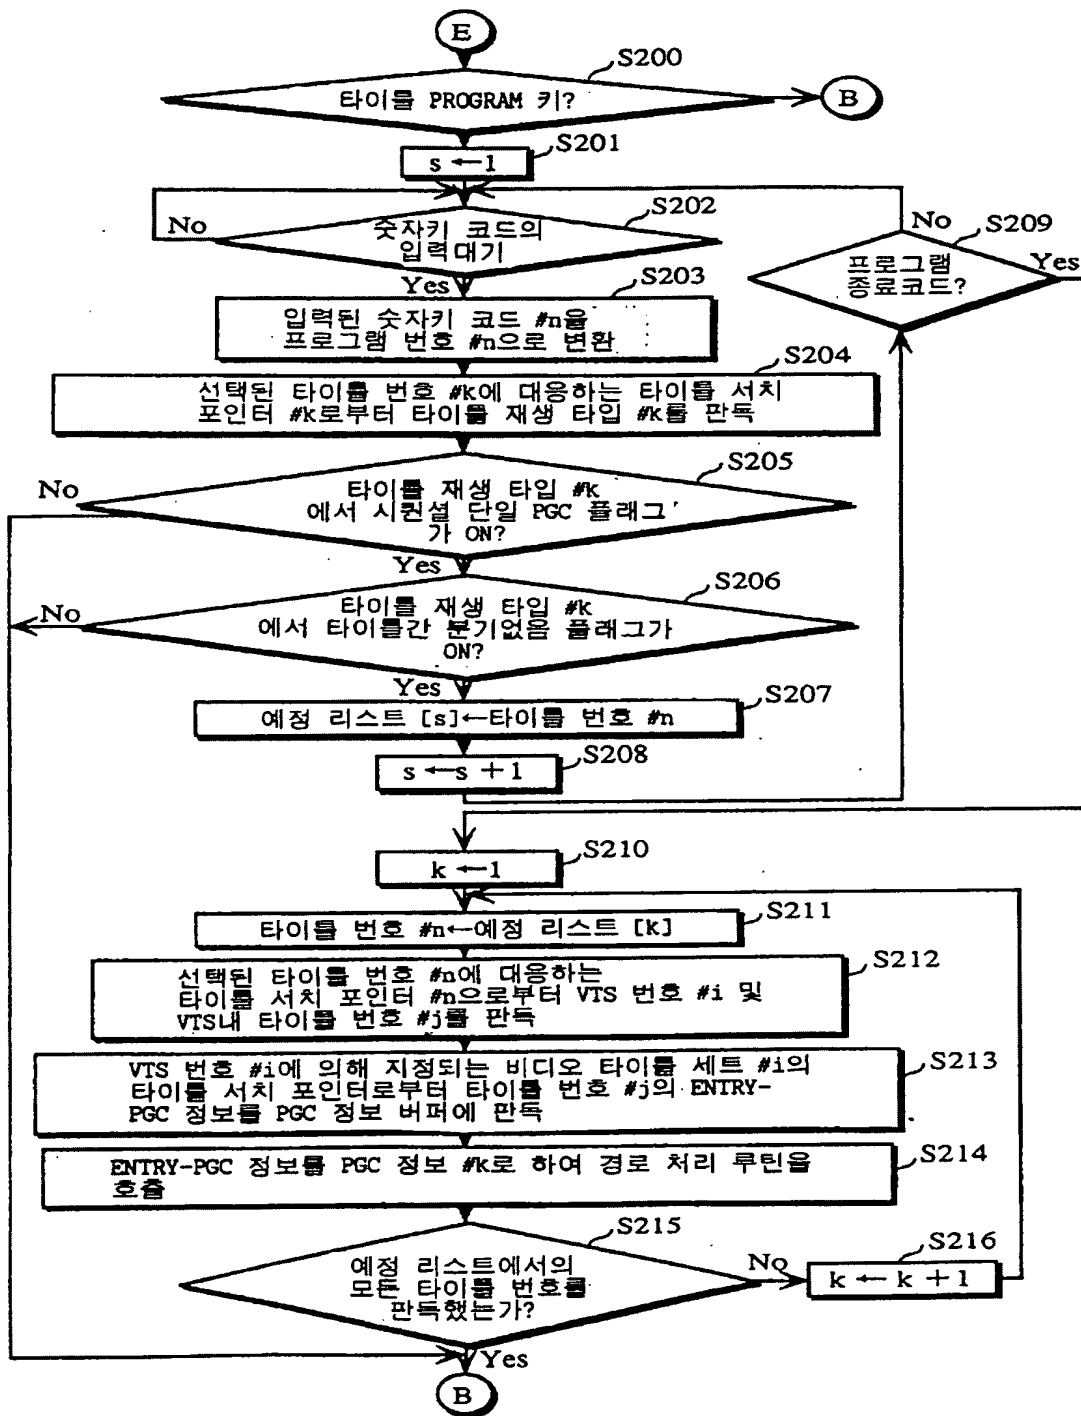 E
S200
타이틀 PROGRAM 키?
B
S201
s ← 1
S202
No
숫자키 코드의
입력대기
Yes
No
S209
프로그램
종료코드?
Yes
S203
입력된 숫자키 코드 #n을
프로그램 번호 #n으로 변환
S204
선택된 타이틀 번호 #k에 대응하는 타이틀 서치
포인터 #k로부터 타이틀 재생 타입 #k를 판독
S205
No
타이틀 재생 타입 #k
에서 시퀀셜 단일 PGC 플래그
가 ON?
Yes
S206
No
타이틀 재생 타입 #k
에서 타이틀간 분기없음 플래그가
ON?
Yes
S207
예정 리스트 [s]←타이틀 번호 #n
S208
s ← s + 1
S210
k ← 1
S211
타이틀 번호 #n←예정 리스트 [k]
S212
선택된 타이틀 번호 #n에 대응하는
타이틀 서치 포인터 #n으로부터 VTS 번호 #i 및
VTS내 타이틀 번호 #j를 판독
S213
VTS 번호 #i에 의해 지정되는 비디오 타이틀 세트 #i의
타이틀 서치 포인터로부터 타이틀 번호 #j의 ENTRY-
PGC 정보를 PGC 정보 버퍼에 판독
S214
ENTRY-PGC 정보를 PGC 정보 #k로 하여 경로 처리 루틴을
호출
S215
예정 리스트에서의
모든 타이틀 번호를
판독했는가?
No
S216
k ← k + 1
Yes
B